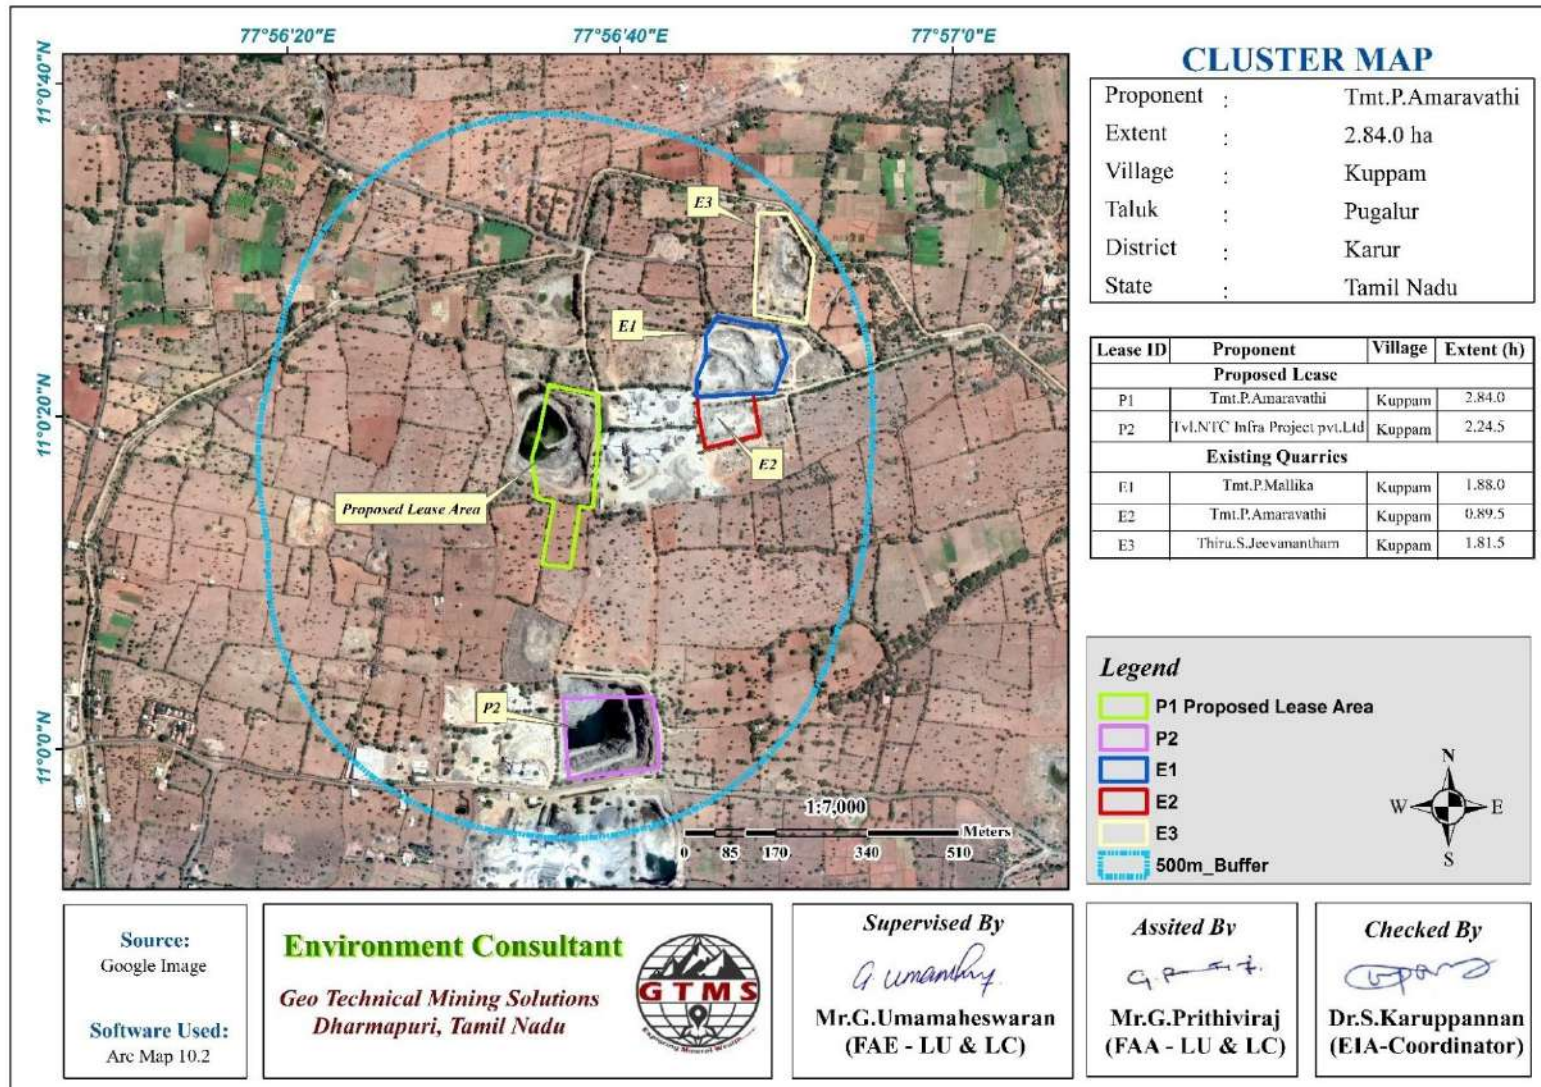 77°56'20"E 77°56'40"E 77°57'0"E
11°0'40"N
11°0'20"N
11°0'0"N
E3
E1
E2
Proposed Lease Area
P2
1:7,000
Meters
0 85 170 340 510
CLUSTER MAP
Proponent : Tmt.P.Amaravathi
Extent : 2.84.0 ha
Village : Kuppam
Taluk : Pugalur
District : Karur
State : Tamil Nadu
Lease ID Proponent Village Extent (h)
Proposed Lease
P1 Tmt.P.Amaravathi Kuppam 2.84.0
P2 Tvl.NTC Infra Project pvt.Ltd Kuppam 2.24.5
Existing Quarries
E1 Tmt.P.Mallika Kuppam 1.88.0
E2 Tmt.P.Amaravathi Kuppam 0.89.5
E3 Thiru.S.Jeevanantham Kuppam 1.81.5
Legend
P1 Proposed Lease Area
P2
E1
E2
E3
500m_Buffer
N
W E
S
Source:
Google Image
Software Used:
Arc Map 10.2
Environment Consultant
Geo Technical Mining Solutions
Dharmapuri, Tamil Nadu
GTMS
Exploring Mineral Wealth
Supervised By
G. Umamhy
Mr.G.Umamaheswaran
(FAE - LU & LC)
Assited By
Mr.G.Prithiviraj
(FAA - LU & LC)
Checked By
Dr.S.Karuppannan
(EIA-Coordinator)